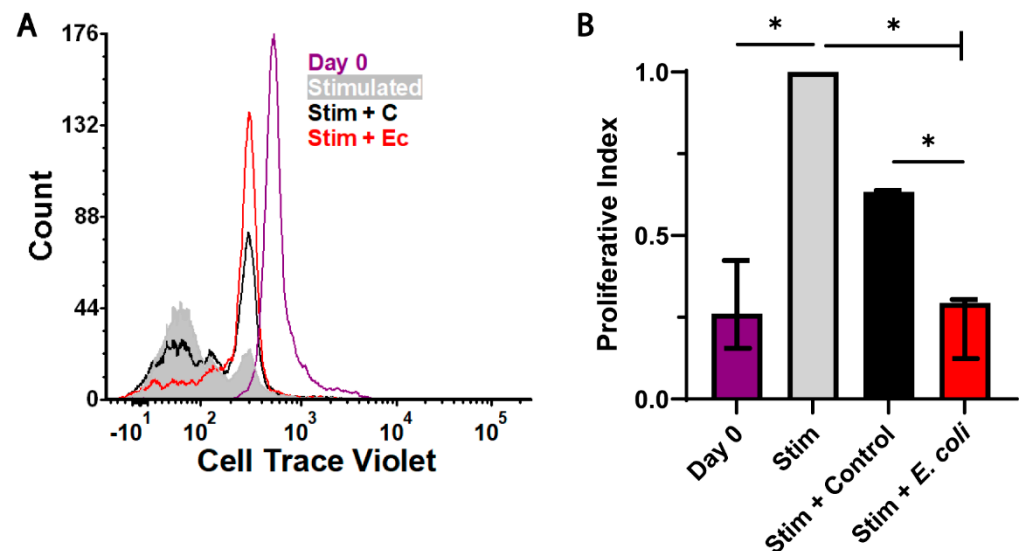 A
176
132
88
44
0
Count
Day 0
Stimulated
Stim + C
Stim + Ec
-10¹ 10² 10³ 10⁴ 10⁵
Cell Trace Violet
B
* *
*
1.0
0.5
0.0
Proliferative Index
Day 0
Stim
Stim + Control
Stim + E. coli